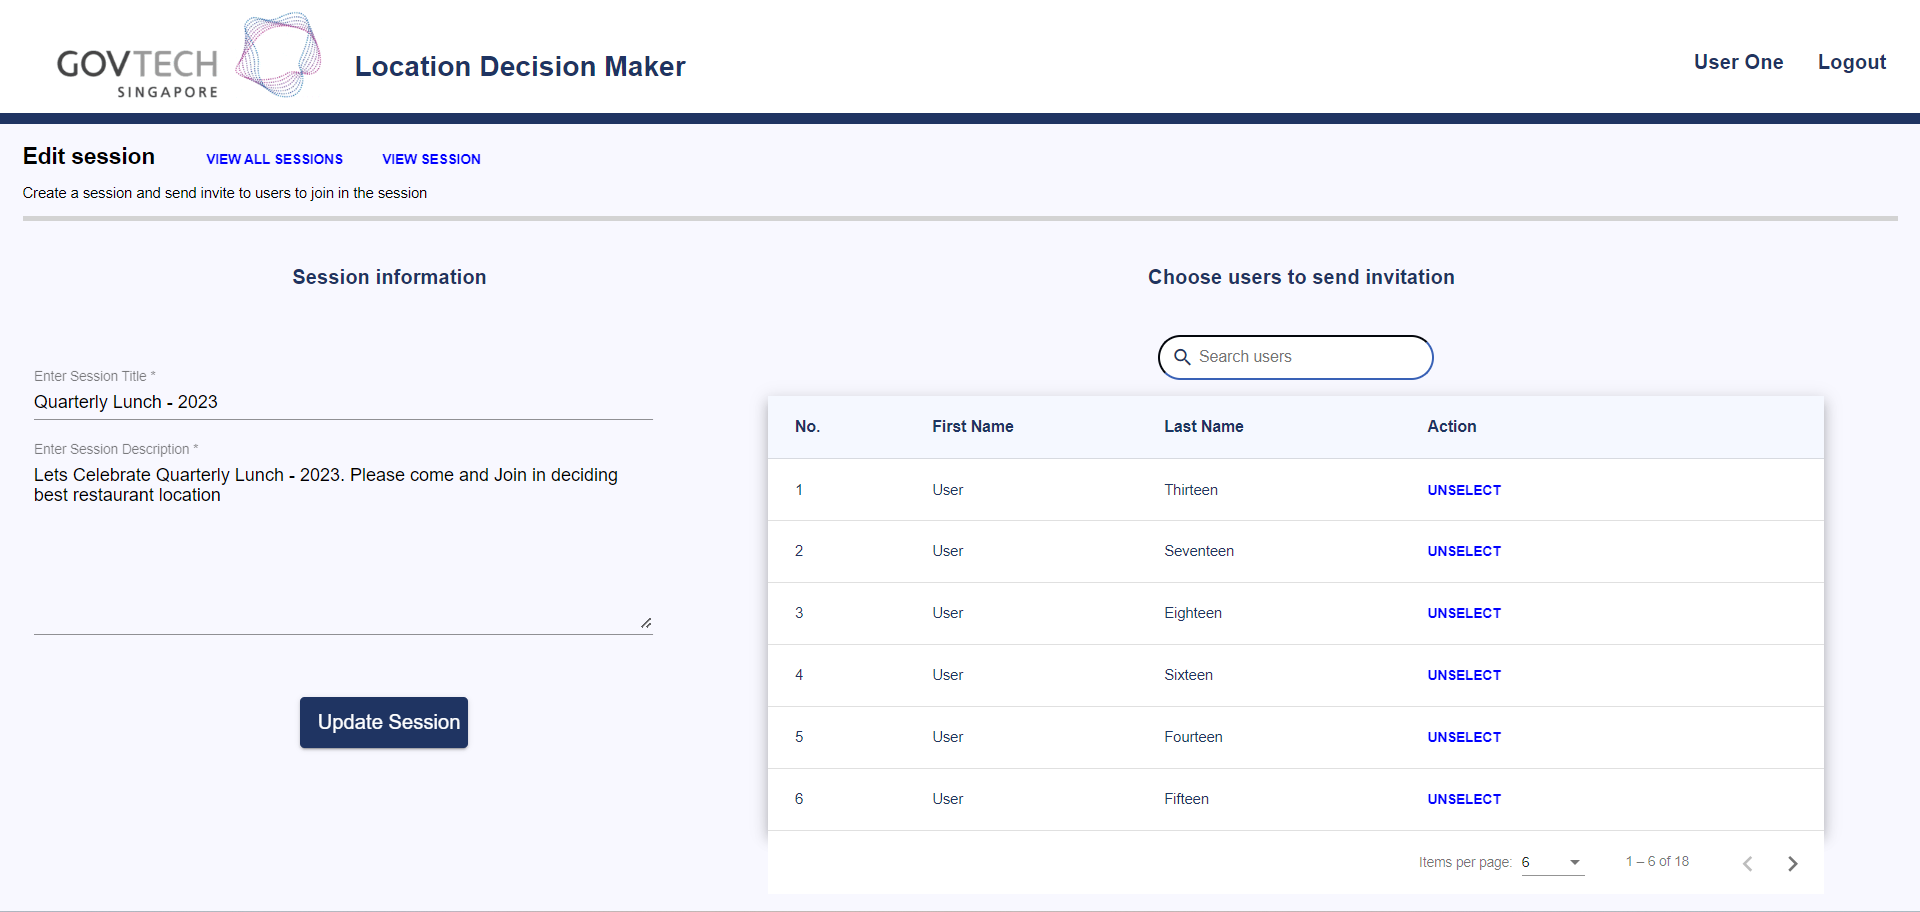 GOVTECH
SINGAPORE
Location Decision Maker
User One
Logout
Edit session
VIEW ALL SESSIONS
VIEW SESSION
Create a session and send invite to users to join in the session
Session information
Enter Session Title *
Quarterly Lunch - 2023
Enter Session Description *
Lets Celebrate Quarterly Lunch - 2023. Please come and Join in deciding
best restaurant location
Update Session
Choose users to send invitation
Search users
No. First Name Last Name Action
1 User Thirteen UNSELECT
2 User Seventeen UNSELECT
3 User Eighteen UNSELECT
4 User Sixteen UNSELECT
5 User Fourteen UNSELECT
6 User Fifteen UNSELECT
Items per page: 6 1 – 6 of 18